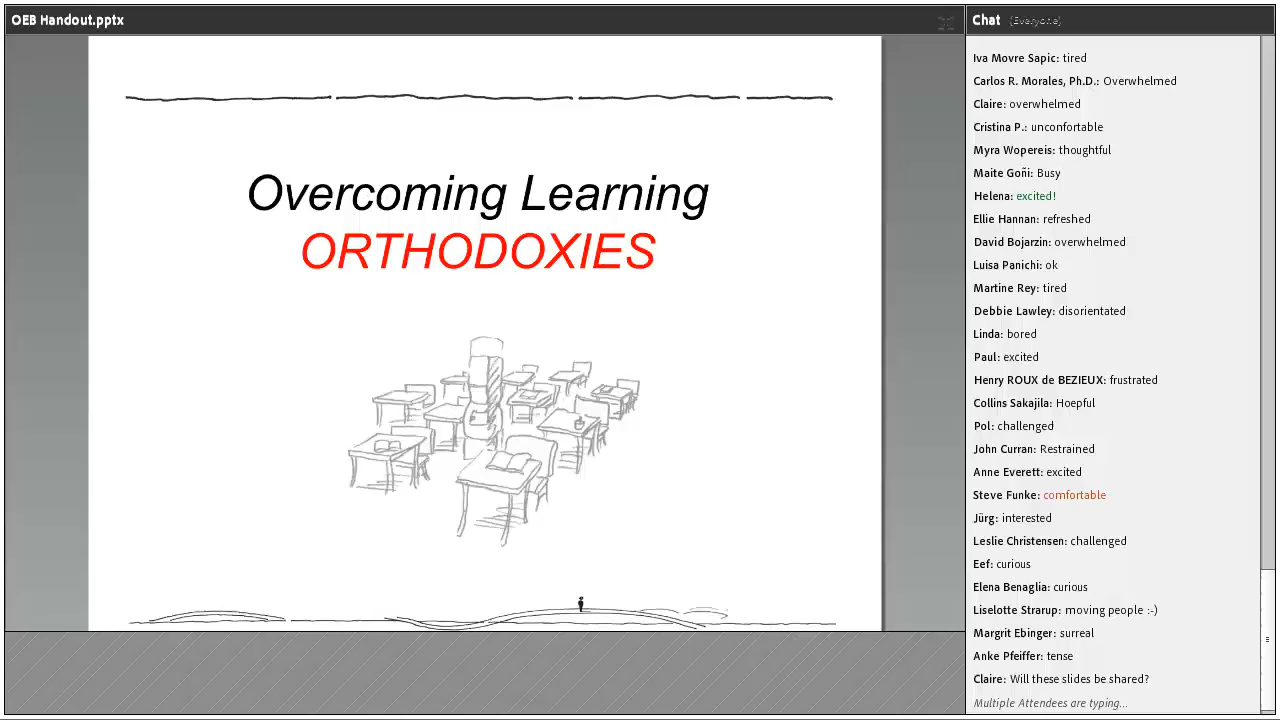 OEB Handout.pptx
Overcoming Learning
ORTHODOXIES
Chat (Everyone)
Iva Movre Sapic: tired
Carlos R. Morales, Ph.D.: Overwhelmed
Claire: overwhelmed
Cristina P.: unconfortable
Myra Wopereis: thoughtful
Maite Goñi: Busy
Helena: excited!
Ellie Hannan: refreshed
David Bojarzin: overwhelmed
Luisa Panichi: ok
Martine Rey: tired
Debbie Lawley: disorientated
Linda: bored
Paul: excited
Henry ROUX de BEZIEUX: frustrated
Collins Sakajila: Hoepful
Pol: challenged
John Curran: Restrained
Anne Everett: excited
Steve Funke: comfortable
Jürg: interested
Leslie Christensen: challenged
Eef: curious
Elena Benaglia: curious
Liselotte Strarup: moving people :-)
Margrit Ebinger: surreal
Anke Pfeiffer: tense
Claire: Will these slides be shared?
Multiple Attendees are typing...